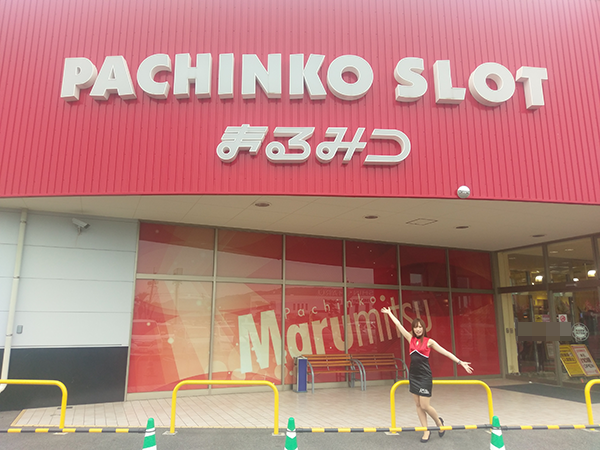 PACHINKO SLOT
まるみつ
Pachinko
Marumitsu